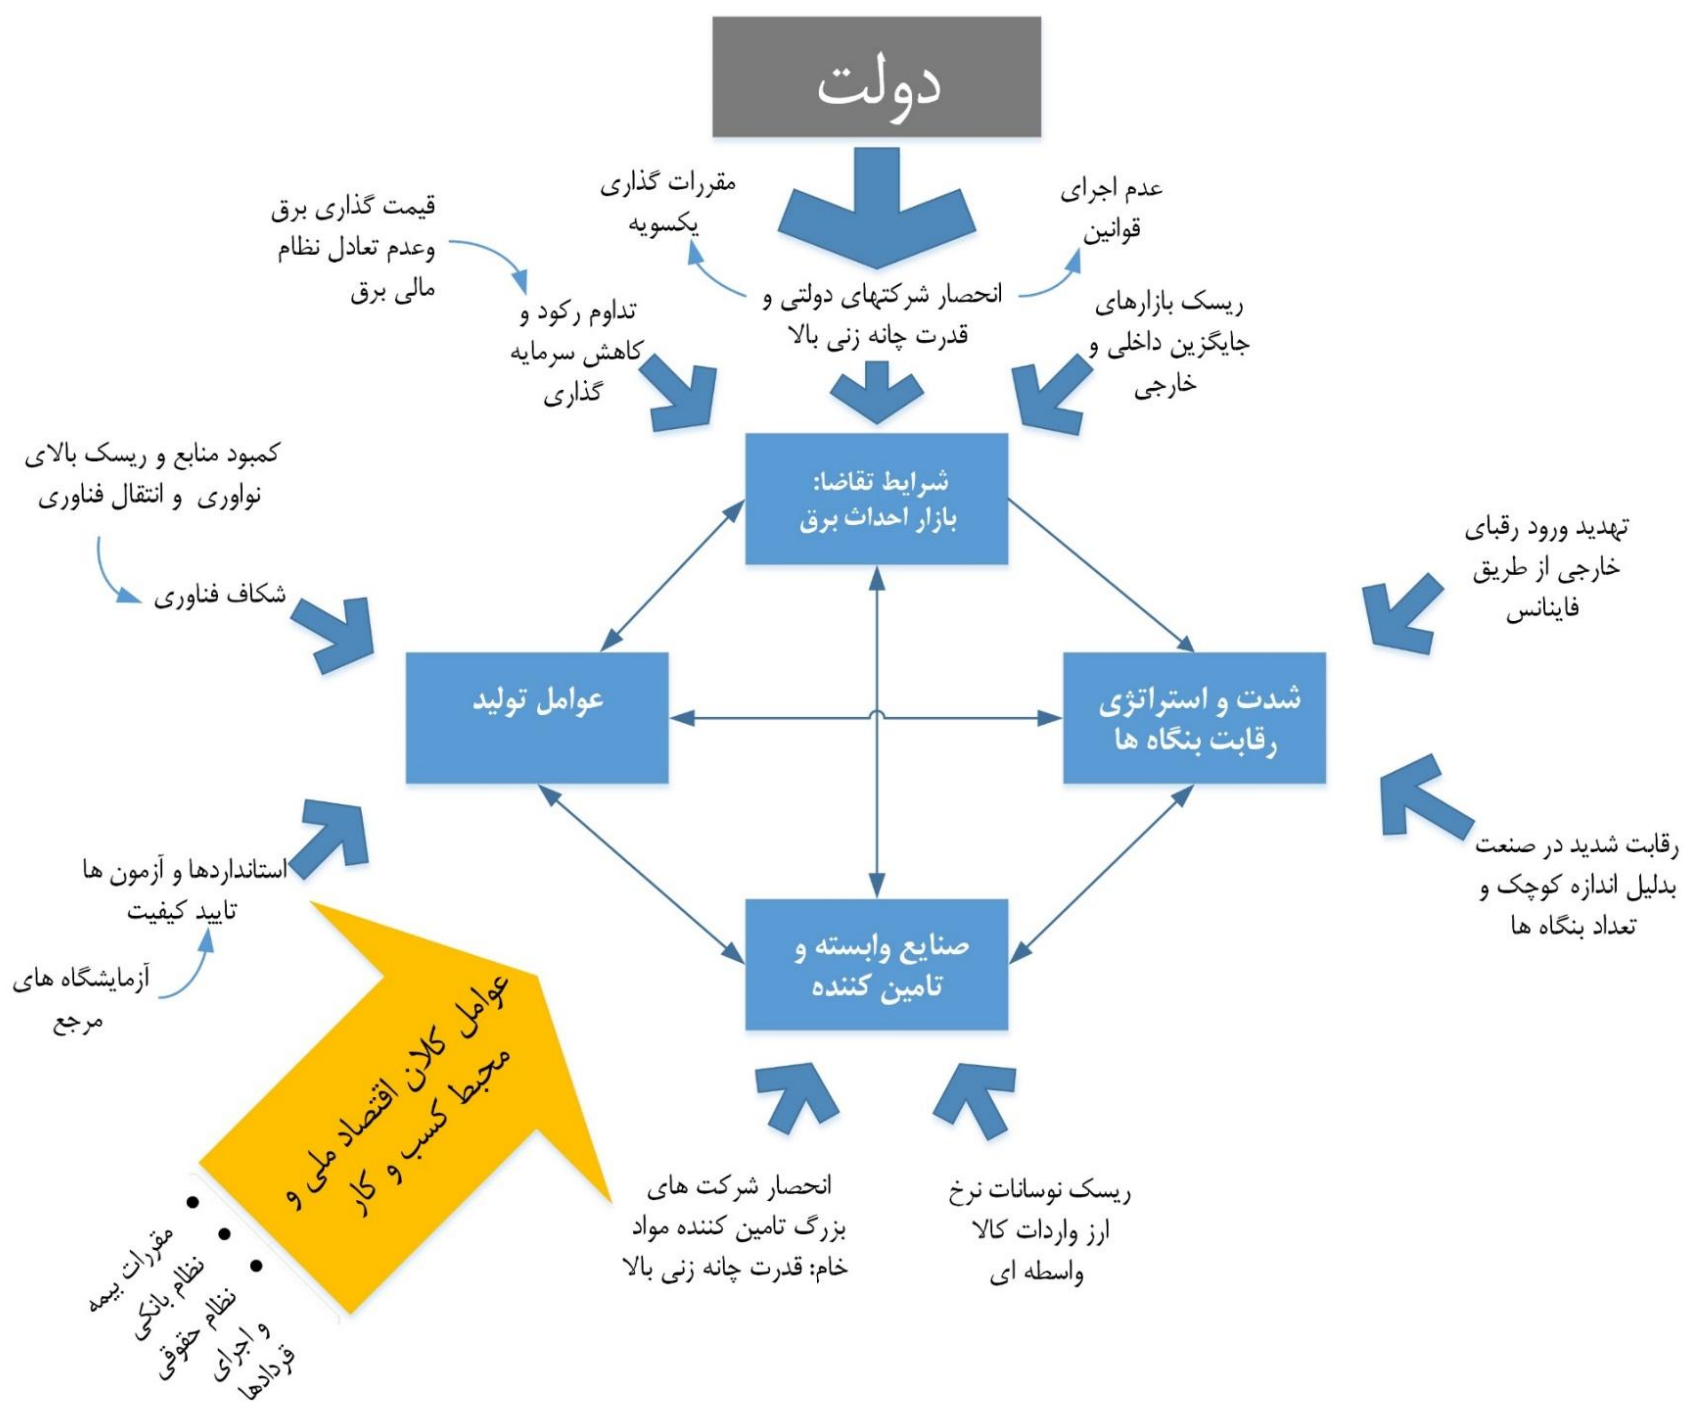 دولت
مقررات گذاری
یکسویه
عدم اجرای
قوانین
قیمت گذاری برق
وعدم تعادل نظام
مالی برق
انحصار شرکتهای دولتی و
قدرت چانه زنی بالا
ریسک بازارهای
جایگزین داخلی و
خارجی
تداوم رکود و
کاهش سرمایه
گذاری
شرایط تقاضا:
بازار احداث برق
کمبود منابع و ریسک بالای
نواوری و انتقال فناوری
شکاف فناوری
تهدید ورود رقبای
خارجی از طریق
فاینانس
عوامل تولید
شدت و استراتژی
رقابت بنگاه ها
رقابت شدید در صنعت
بدلیل اندازه کوچک و
تعداد بنگاه ها
استانداردها و آزمون ها
تایید کیفیت
آزمایشگاه های
مرجع
صنایع وابسته و
تامین کننده
عوامل کلان اقتصاد ملی و
محیط کسب و کار
انحصار شرکت های
بزرگ تامین کننده مواد
خام: قدرت چانه زنی بالا
ریسک نوسانات نرخ
ارز واردات کالا
واسطه ای
• مقررات بیمه
• نظام بانکی
• نظام حقوقی
و اجرای
قردادها